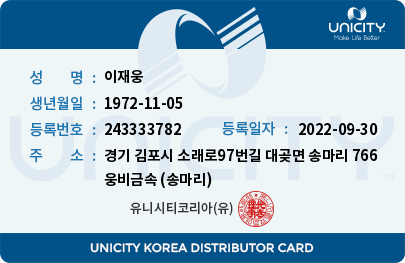 UNICITY
Make Life Better
성 명 : 이재웅
생년월일 : 1972-11-05
등록번호 : 243333782 등록일자 : 2022-09-30
주 소 : 경기 김포시 소래로97번길 대곶면 송마리 766
웅비금속 (송마리)
UNICITY
TM
유니시티코리아(유)
UNICITY KOREA DISTRIBUTOR CARD